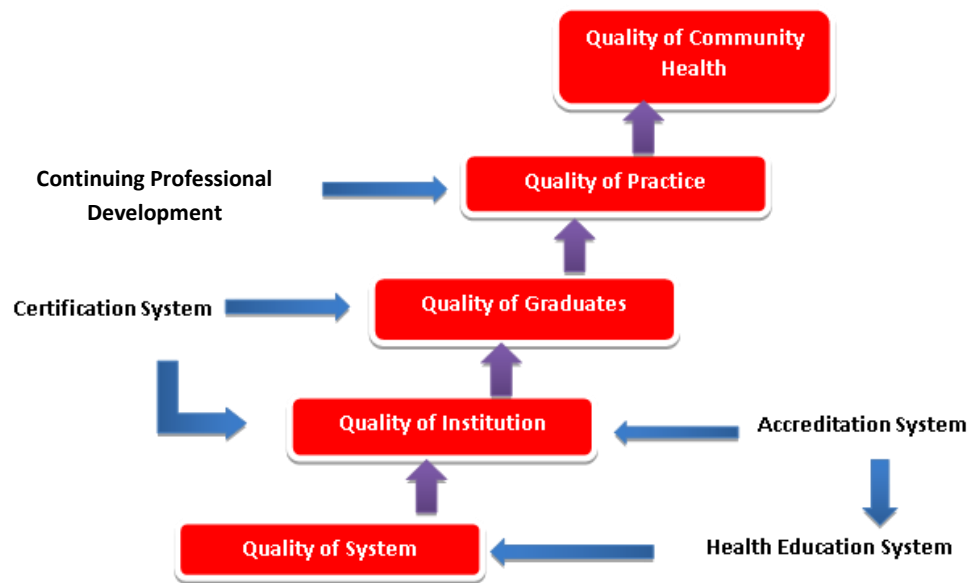 Quality of Community
Health
Continuing Professional
Development
Quality of Practice
Certification System
Quality of Graduates
Quality of Institution
Accreditation System
Quality of System
Health Education System